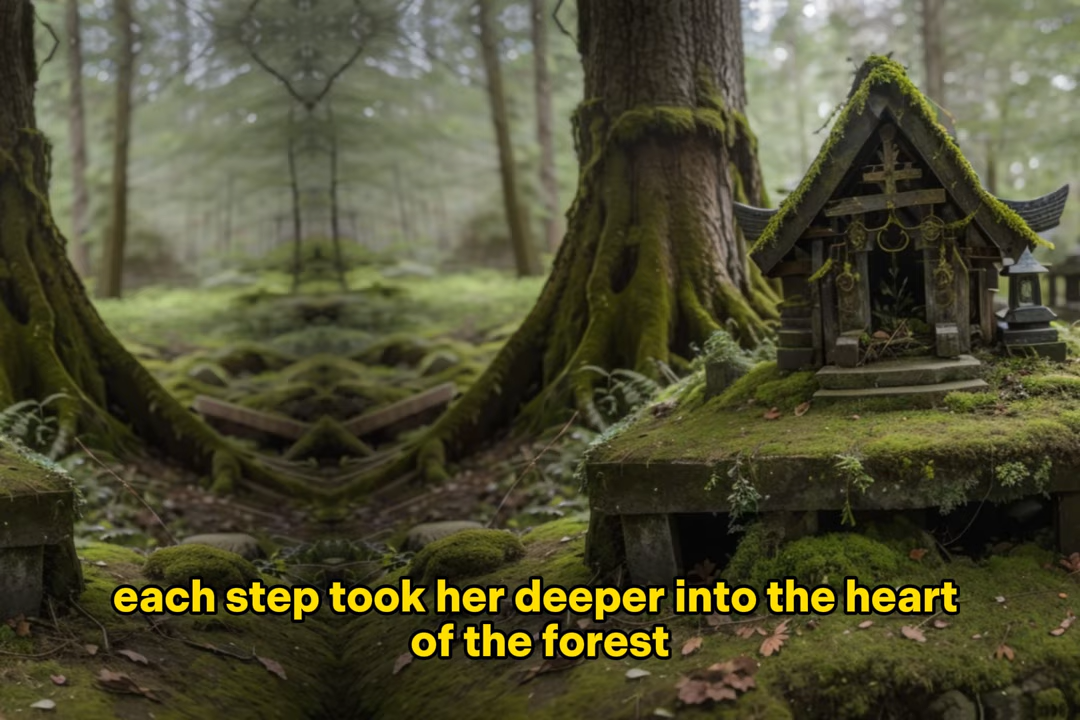 each step took her deeper into the heart
of the forest